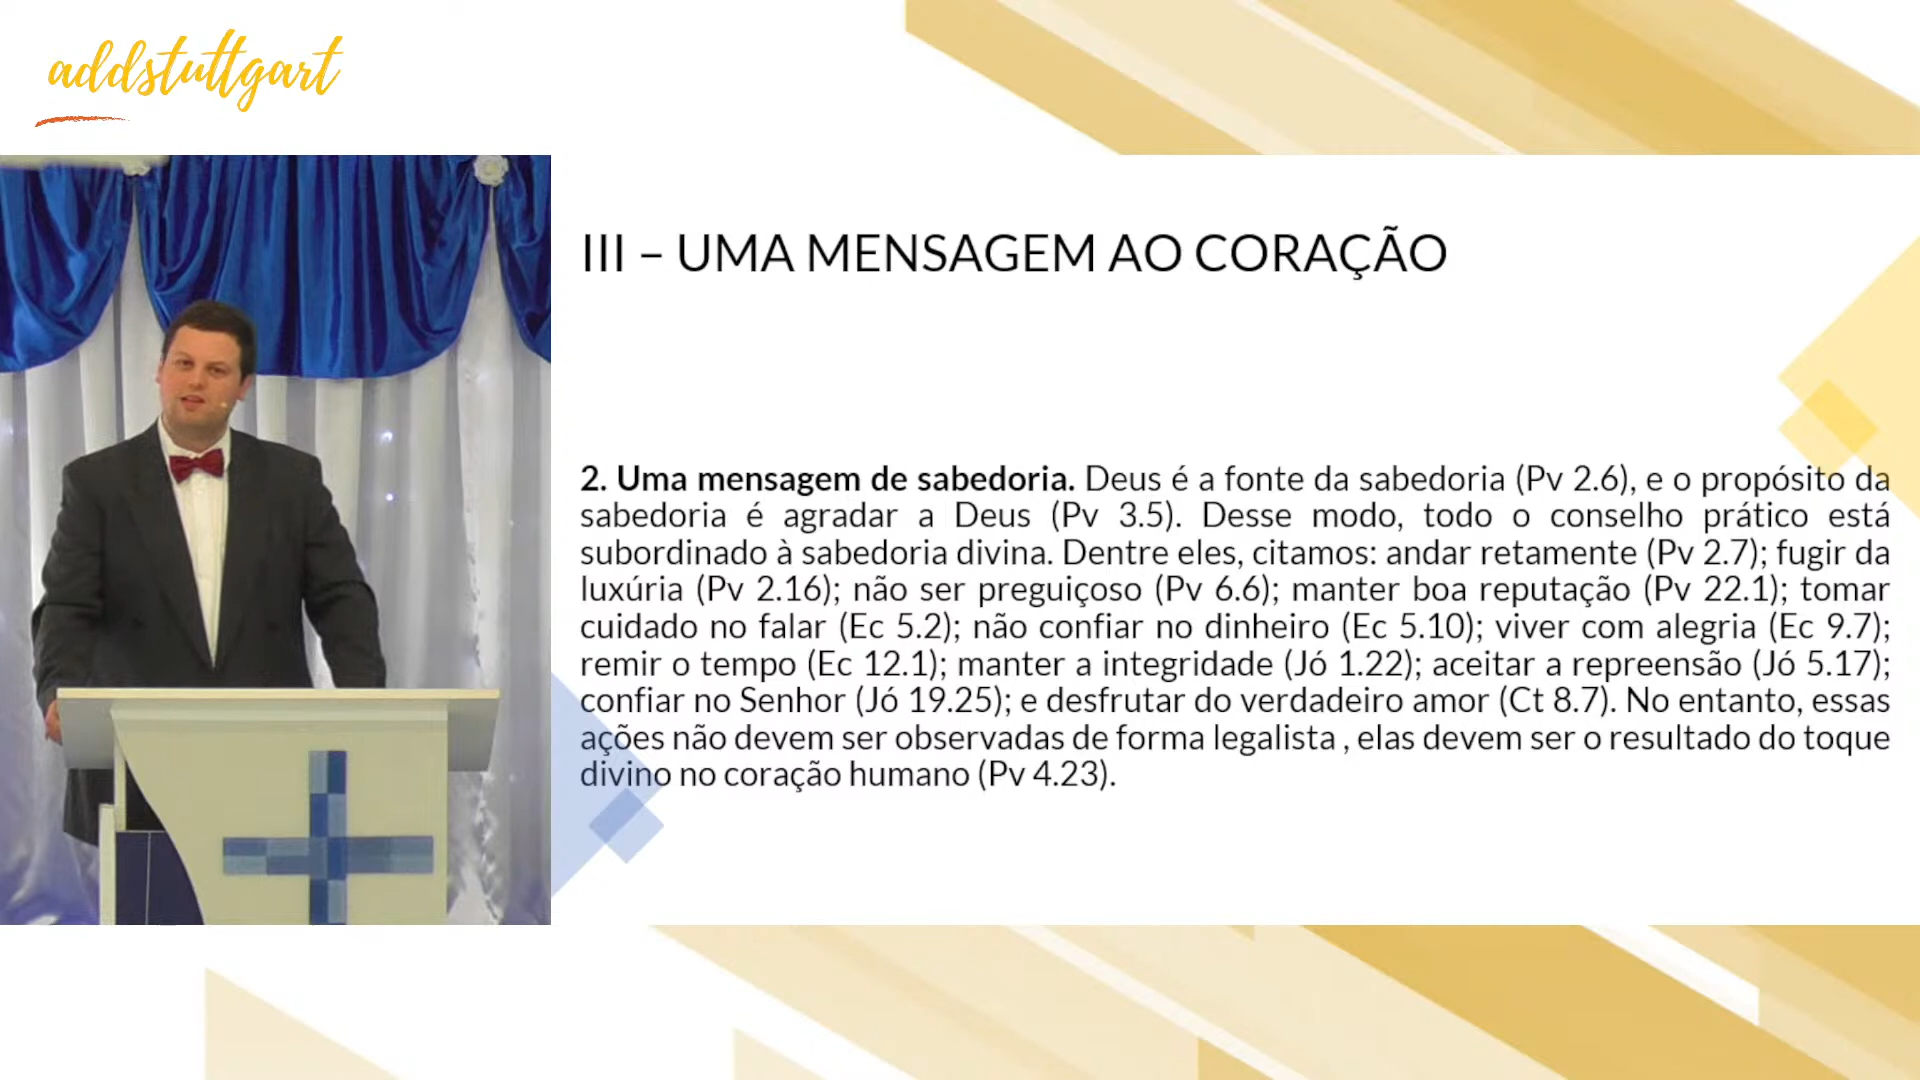 addstuttgart
III – UMA MENSAGEM AO CORAÇÃO
2. Uma mensagem de sabedoria. Deus é a fonte da sabedoria (Pv 2.6), e o propósito da
sabedoria é agradar a Deus (Pv 3.5). Desse modo, todo o conselho prático está
subordinado à sabedoria divina. Dentre eles, citamos: andar retamente (Pv 2.7); fugir da
luxúria (Pv 2.16); não ser preguiçoso (Pv 6.6); manter boa reputação (Pv 22.1); tomar
cuidado no falar (Ec 5.2); não confiar no dinheiro (Ec 5.10); viver com alegria (Ec 9.7);
remir o tempo (Ec 12.1); manter a integridade (Jó 1.22); aceitar a repreensão (Jó 5.17);
confiar no Senhor (Jó 19.25); e desfrutar do verdadeiro amor (Ct 8.7). No entanto, essas
ações não devem ser observadas de forma legalista , elas devem ser o resultado do toque
divino no coração humano (Pv 4.23).